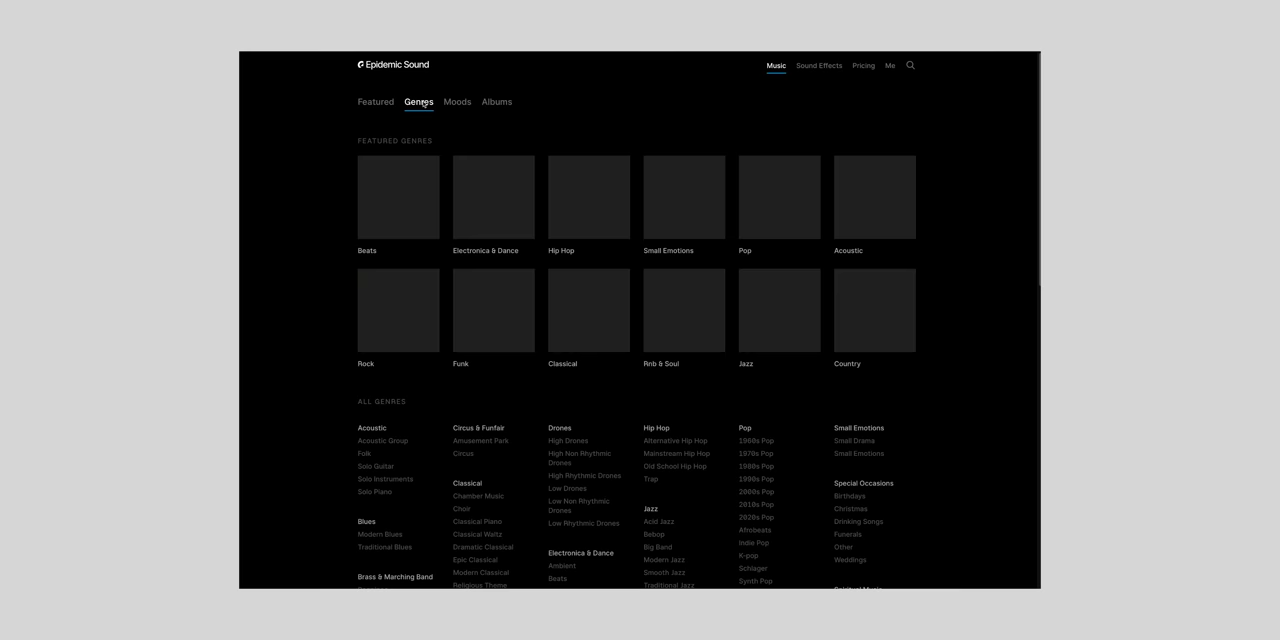 Epidemic Sound
Music Sound Effects Pricing Me
Featured Genres Moods Albums
FEATURED GENRES
Beats
Electronica & Dance
Hip Hop
Small Emotions
Pop
Acoustic
Rock
Funk
Classical
Rnb & Soul
Jazz
Country
ALL GENRES
Acoustic
Acoustic Group
Folk
Solo Guitar
Solo Instruments
Solo Piano
Blues
Modern Blues
Traditional Blues
Brass & Marching Band
Circus & Funfair
Amusement Park
Circus
Classical
Chamber Music
Choir
Classical Piano
Classical Waltz
Dramatic Classical
Epic Classical
Modern Classical
Religious Theme
Drones
High Drones
High Non Rhythmic
Drones
High Rhythmic Drones
Low Drones
Low Non Rhythmic
Drones
Low Rhythmic Drones
Electronica & Dance
Ambient
Beats
Hip Hop
Alternative Hip Hop
Mainstream Hip Hop
Old School Hip Hop
Trap
Jazz
Acid Jazz
Bebop
Big Band
Modern Jazz
Smooth Jazz
Traditional Jazz
Pop
1960s Pop
1970s Pop
1980s Pop
1990s Pop
2000s Pop
2010s Pop
2020s Pop
Afrobeats
Indie Pop
K-pop
Schlager
Synth Pop
Small Emotions
Small Drama
Small Emotions
Special Occasions
Birthdays
Christmas
Drinking Songs
Funerals
Other
Weddings